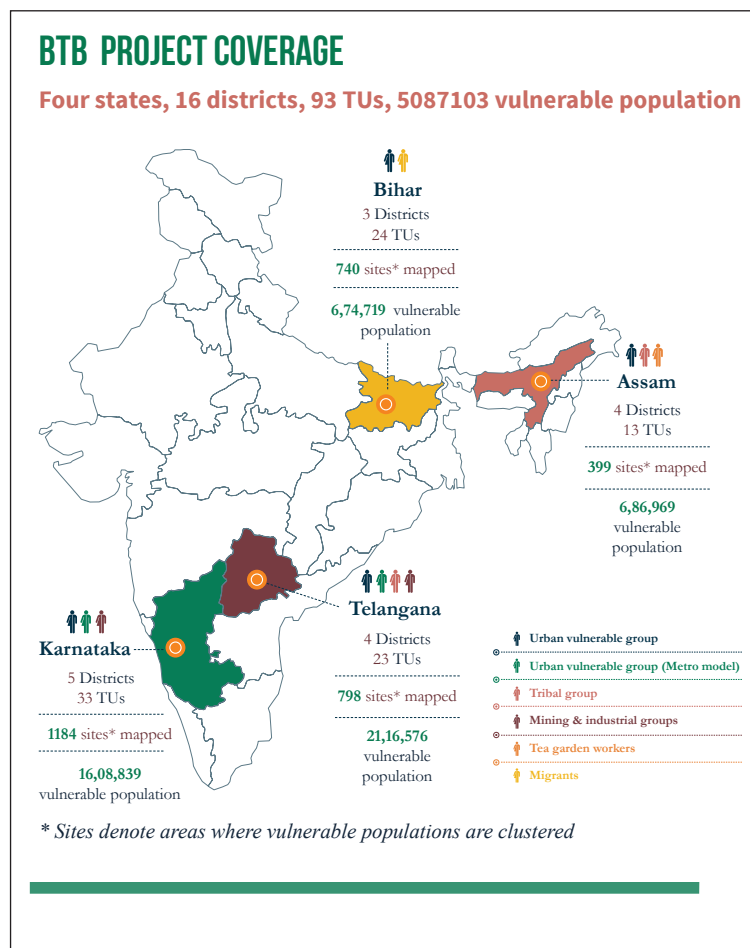 BTB PROJECT COVERAGE
Four states, 16 districts, 93 TUs, 5087103 vulnerable population
Bihar
3 Districts
24 TUs
740 sites* mapped
6,74,719 vulnerable
population
Assam
4 Districts
13 TUs
399 sites* mapped
6,86,969
vulnerable
population
Telangana
4 Districts
23 TUs
798 sites* mapped
21,16,576
vulnerable
population
Karnataka
5 Districts
33 TUs
1184 sites* mapped
16,08,839
vulnerable population
Urban vulnerable group
Urban vulnerable group (Metro model)
Tribal group
Mining & industrial groups
Tea garden workers
Migrants
* Sites denote areas where vulnerable populations are clustered